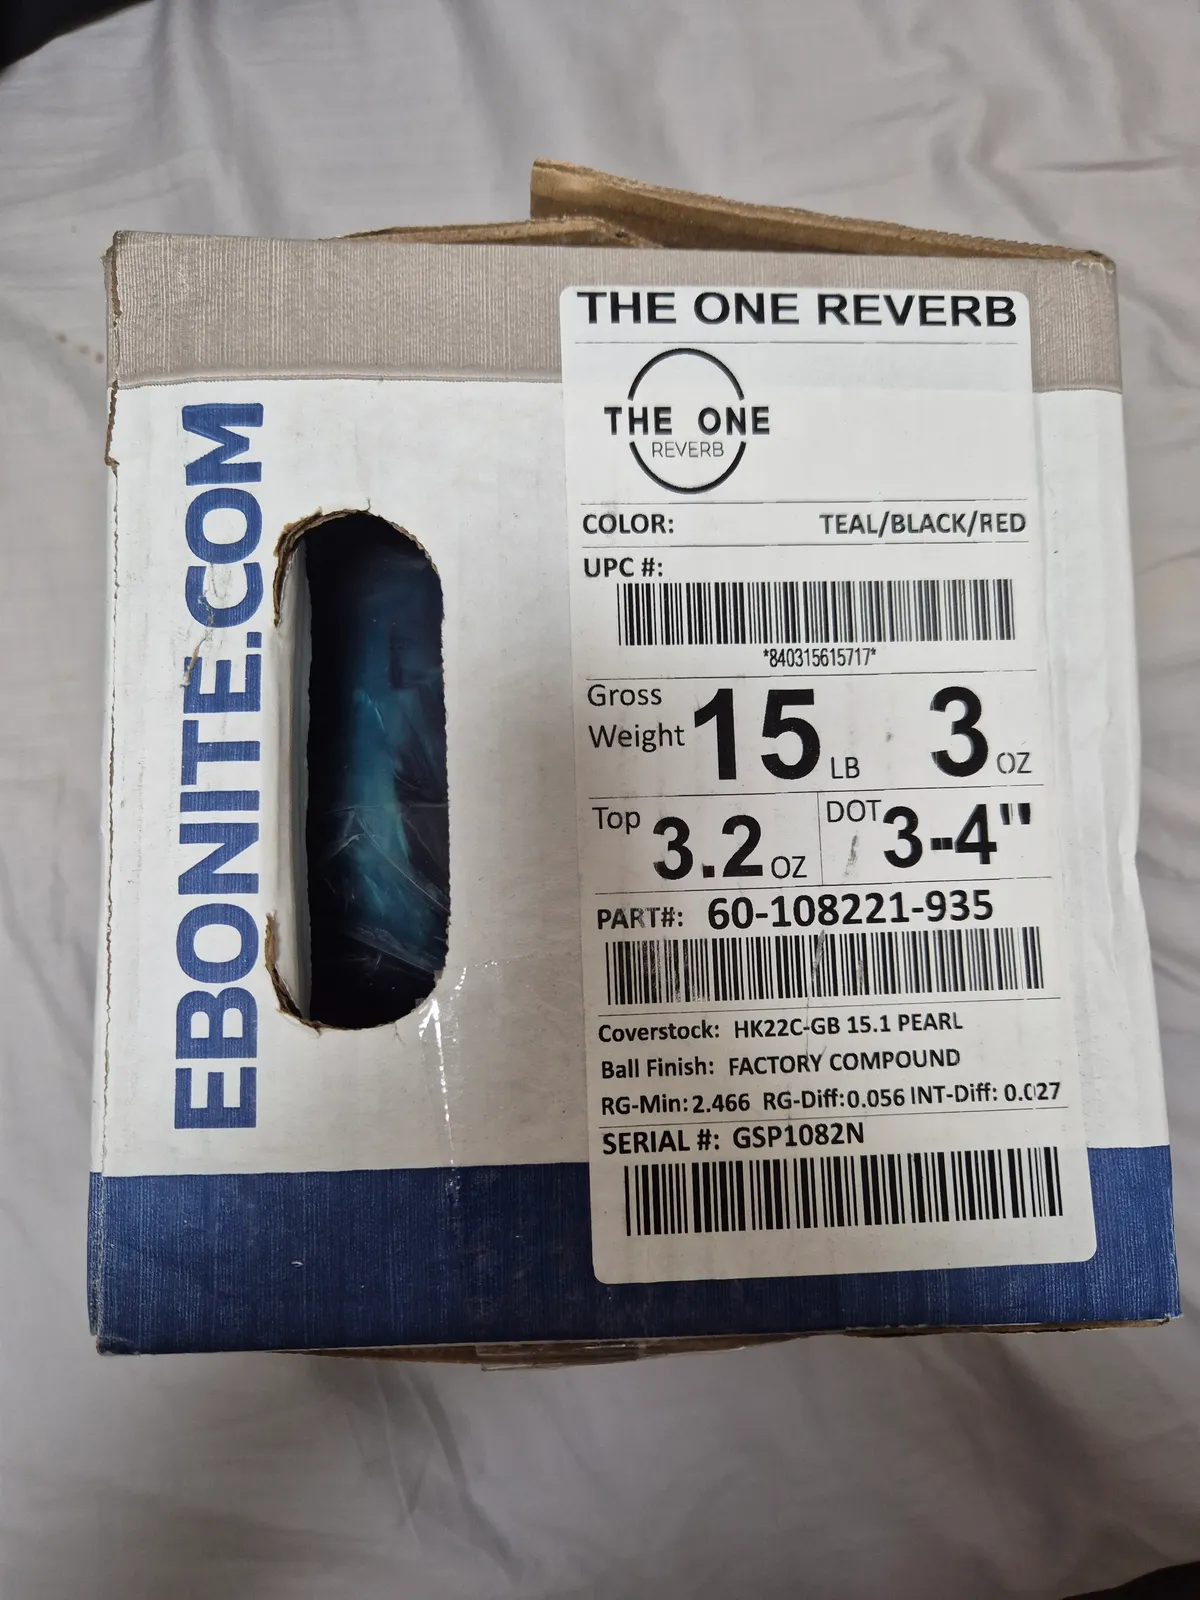 EBONITE.COM
THE ONE REVERB
THE ONE
REVERB
COLOR: TEAL/BLACK/RED
UPC #:
*840315615717*
Gross Weight 15 LB 3 OZ
Top 3.2 OZ DOT 3-4"
PART#: 60-108221-935
Coverstock: HK22C-GB 15.1 PEARL
Ball Finish: FACTORY COMPOUND
RG-Min: 2.466 RG-Diff: 0.056 INT-Diff: 0.027
SERIAL #: GSP1082N